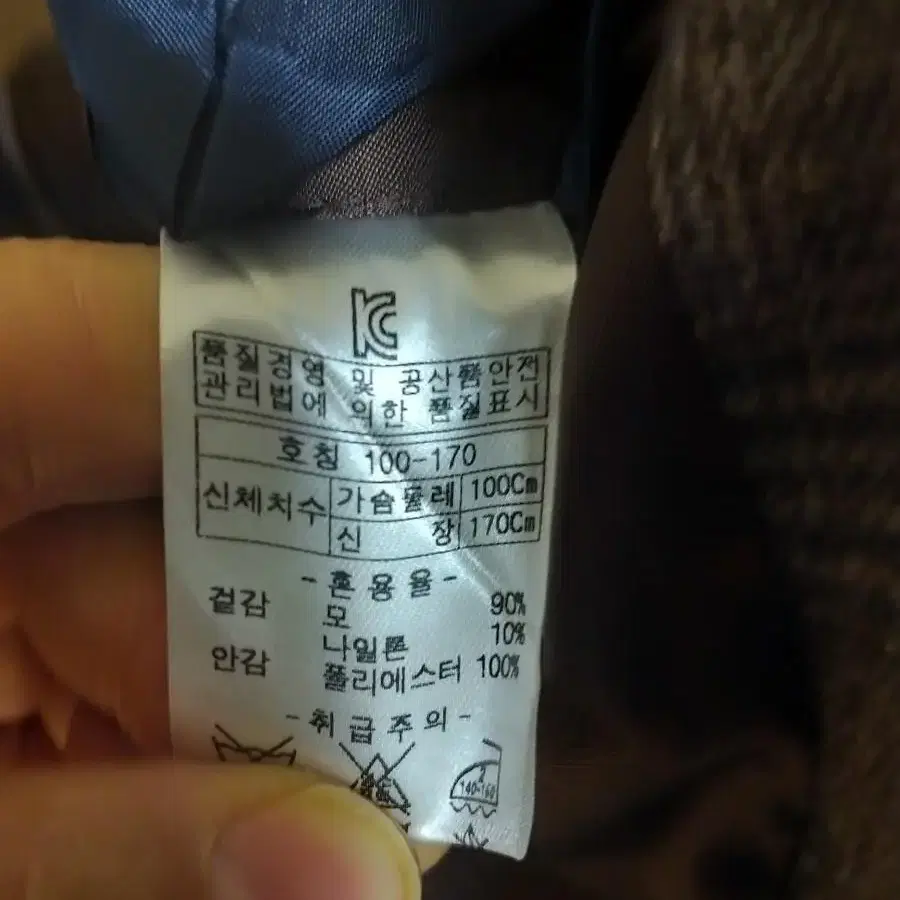 KC
품질경영 및 공산품안전
관리법에 의한 품질표시
호칭 100-170
신체치수 가슴둘레 100Cm
신 장 170Cm
-혼용율-
겉감 모 90%
나일론 10%
안감 폴리에스터 100%
-취급주의-
2
140-160